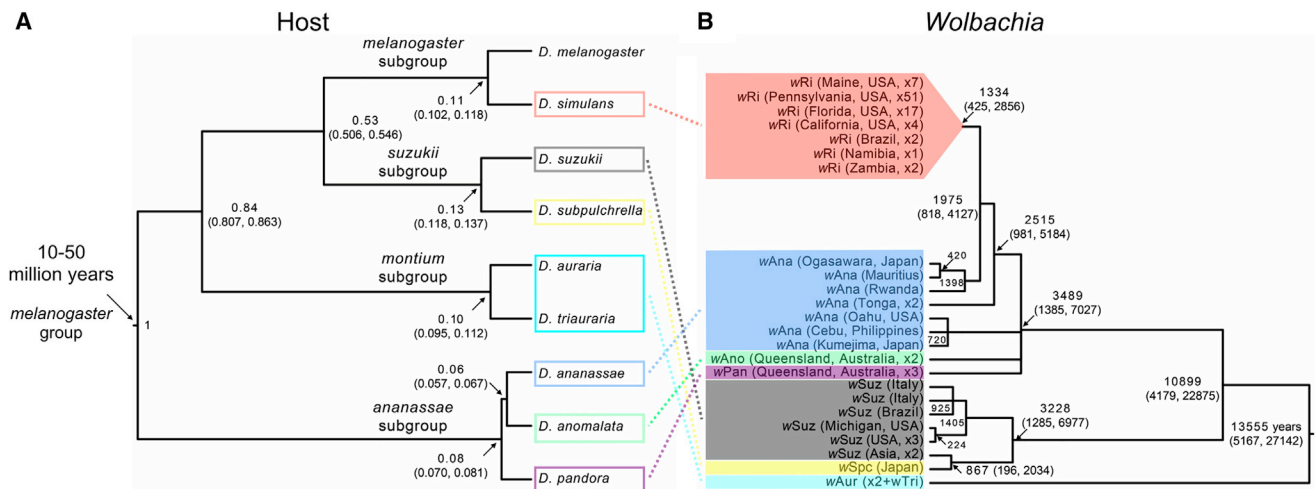 A
Host
melanogaster
subgroup
D. melanogaster
0.11
(0.102, 0.118)
D. simulans
0.53
(0.506, 0.546)
suzukii
subgroup
D. suzukii
0.13
(0.118, 0.137)
D. subpulchrella
0.84
(0.807, 0.863)
10-50
million years
melanogaster
group
1
montium
subgroup
D. auraria
D. triauraria
0.10
(0.095, 0.112)
0.06
(0.057, 0.067)
D. ananassae
ananassae
subgroup
D. anomalata
0.08
(0.070, 0.081)
D. pandora
B
Wolbachia
wRi (Maine, USA, x7)
wRi (Pennsylvania, USA, x51)
wRi (Florida, USA, x17)
wRi (California, USA, x4)
wRi (Brazil, x2)
wRi (Namibia, x1)
wRi (Zambia, x2)
1334
(425, 2856)
1975
(818, 4127)
2515
(981, 5184)
wAna (Ogasawara, Japan)
420
wAna (Mauritius)
wAna (Rwanda)
1398
wAna (Tonga, x2)
wAna (Oahu, USA)
wAna (Cebu, Philippines)
wAna (Kumejima, Japan)
720
3489
(1385, 7027)
wAno (Queensland, Australia, x2)
wPan (Queensland, Australia, x3)
wSuz (Italy)
wSuz (Italy)
wSuz (Brazil)
925
wSuz (Michigan, USA)
1405
wSuz (USA, x3)
224
wSuz (Asia, x2)
3228
(1285, 6977)
10899
(4179, 22875)
13555 years
(5167, 27142)
wSpc (Japan)
867 (196, 2034)
wAur (x2+wTri)